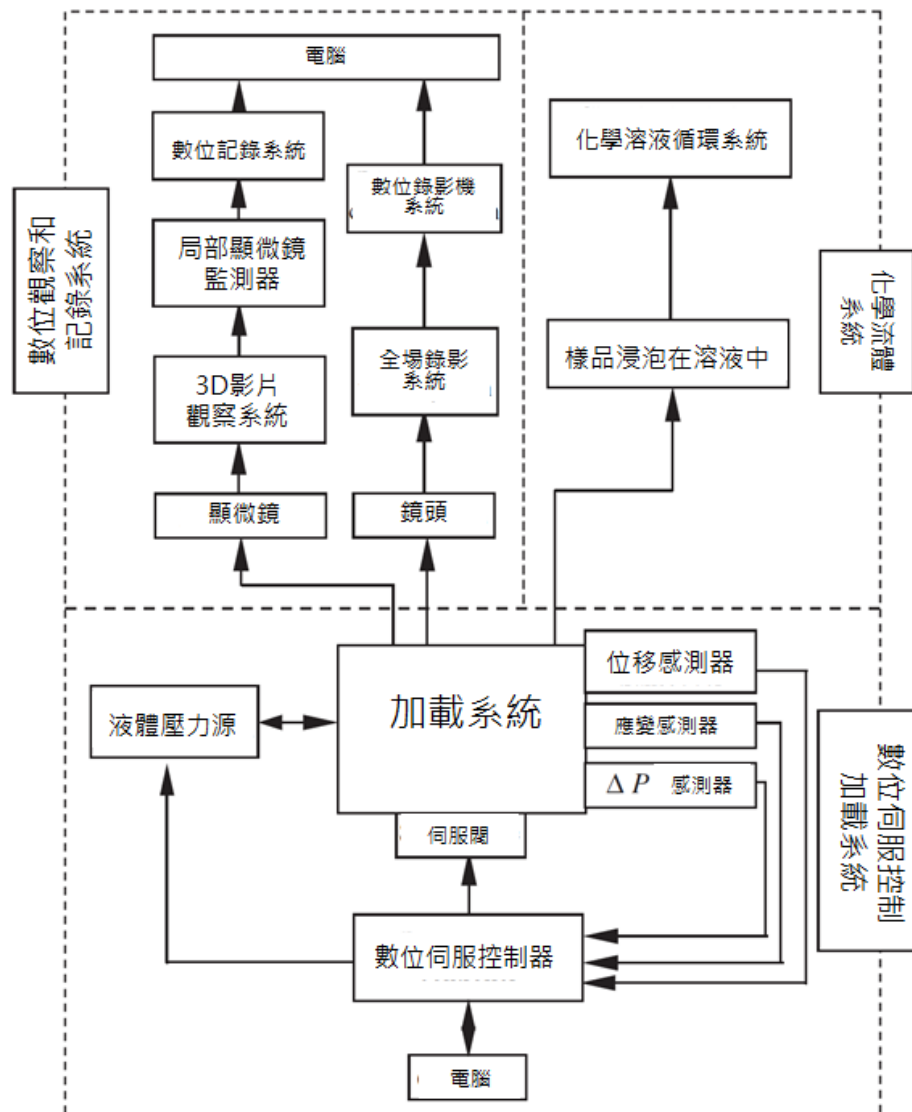 電腦
數位記錄系統
數位錄影機
系統
局部顯微鏡
監測器
數位觀察和
記錄系統
3D影片
觀察系統
全場錄影
系統
顯微鏡
鏡頭
化學溶液循環系統
化學流體
系統
樣品浸泡在溶液中
加載系統
位移感測器
應變感測器
ΔP 感測器
液體壓力源
伺服閥
數位伺服控制
加載系統
數位伺服控制器
電腦